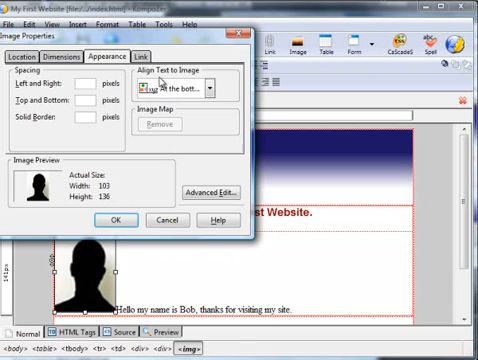 My First Website [file:/.../index.html] - KompoZer
File Edit View Insert Format Table Tools Help
Image Properties
Link Image Table Form CaScadeS Spell
Location Dimensions Appearance Link
Spacing
Left and Right: pixels
Top and Bottom: pixels
Solid Border: pixels
Align Text to Image
At the bott...
Image Map
Remove
Image Preview
Actual Size:
Width: 103
Height: 136
Advanced Edit...
OK Cancel Help
st Website.
141px
Hello my name is Bob, thanks for visiting my site.
Normal HTML Tags Source Preview
<body> <table> <tbody> <tr> <td> <div> <div> <img>